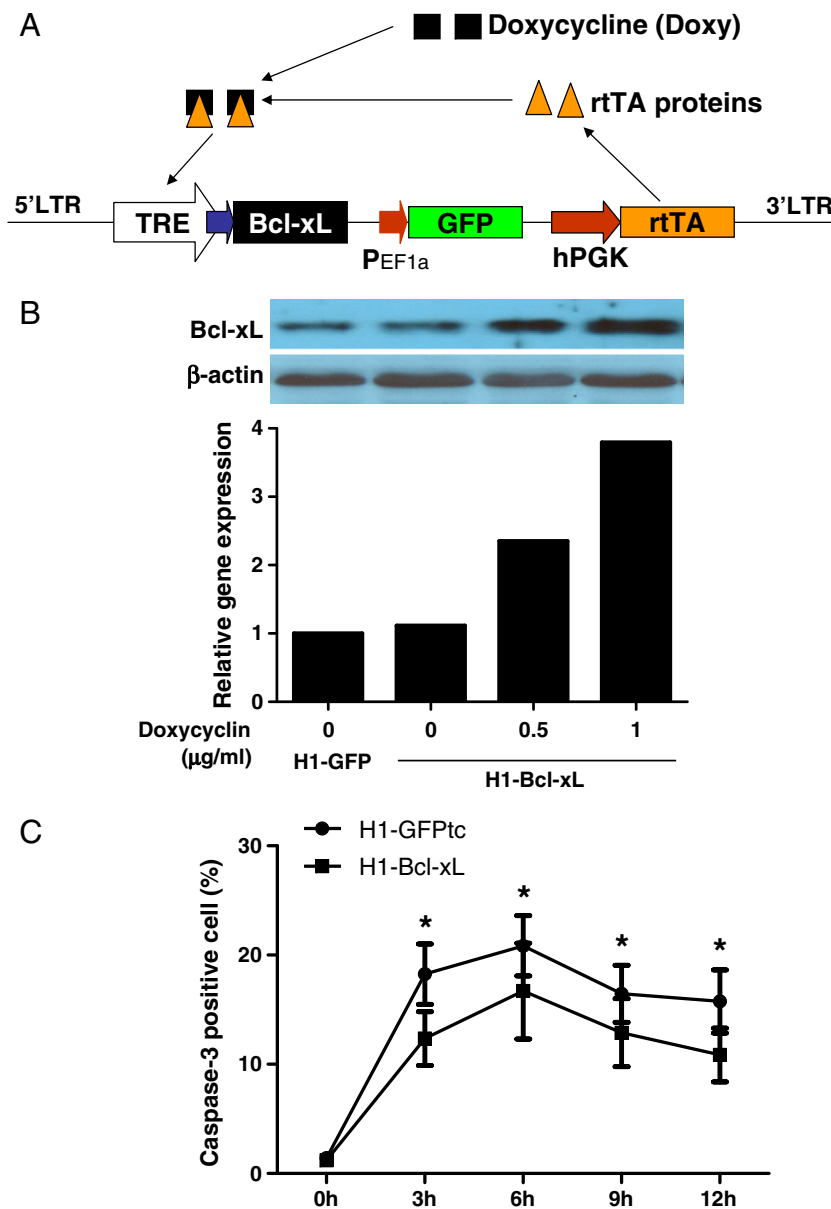 A
Doxycycline (Doxy)
rtTA proteins
5'LTR
TRE
Bcl-xL
GFP
rtTA
3'LTR
PEF1a
hPGK
B
Bcl-xL
β-actin
Relative gene expression
4
3
2
1
0
Doxycyclin 0 0 0.5 1
(μg/ml) H1-GFP
H1-Bcl-xL
C
H1-GFPtc
H1-Bcl-xL
Caspase-3 positive cell (%)
30
20
10
0
* * * *
0h 3h 6h 9h 12h